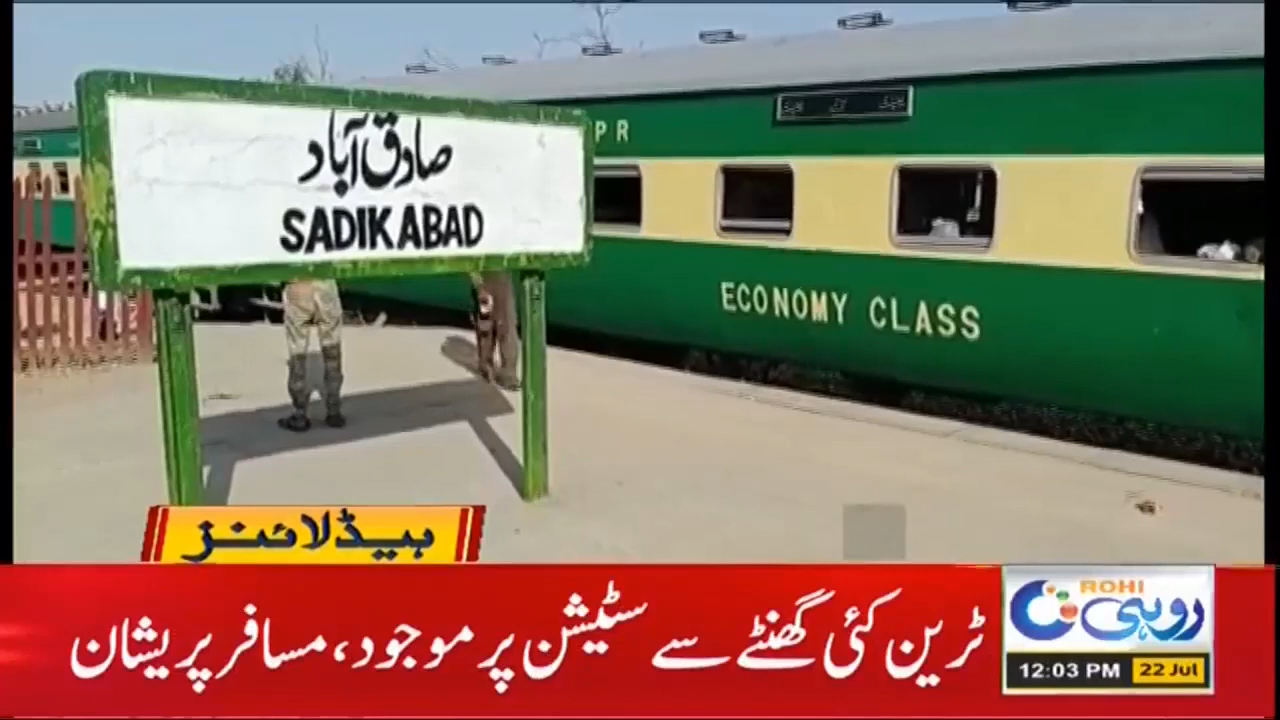 صادق آباد
SADIKABAD
PR
ECONOMY CLASS
ہیڈلائنز
ٹرین کئی گھنٹے سے سٹیشن پر موجود، مسافر پریشان
ROHI
روہی
12:03 PM 22 Jul